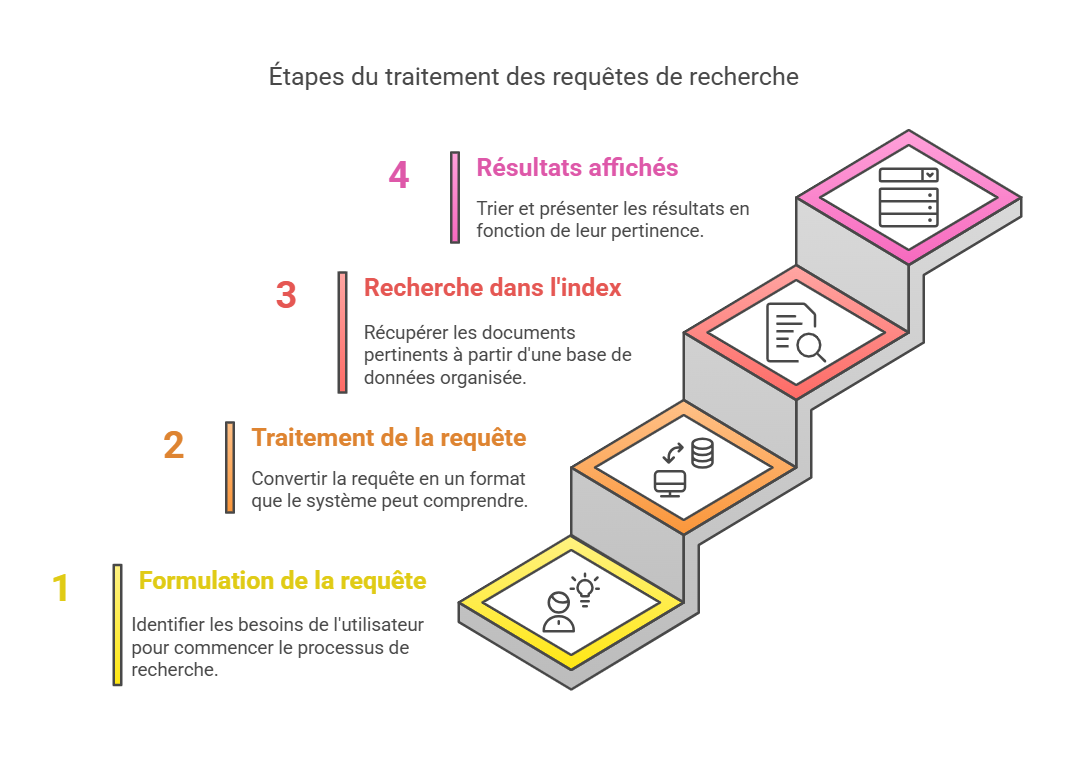 Étapes du traitement des requêtes de recherche
4
Résultats affichés
Trier et présenter les résultats en
fonction de leur pertinence.
3
Recherche dans l'index
Récupérer les documents
pertinents à partir d'une base de
données organisée.
2
Traitement de la requête
Convertir la requête en un format
que le système peut comprendre.
1
Formulation de la requête
Identifier les besoins de l'utilisateur
pour commencer le processus de
recherche.